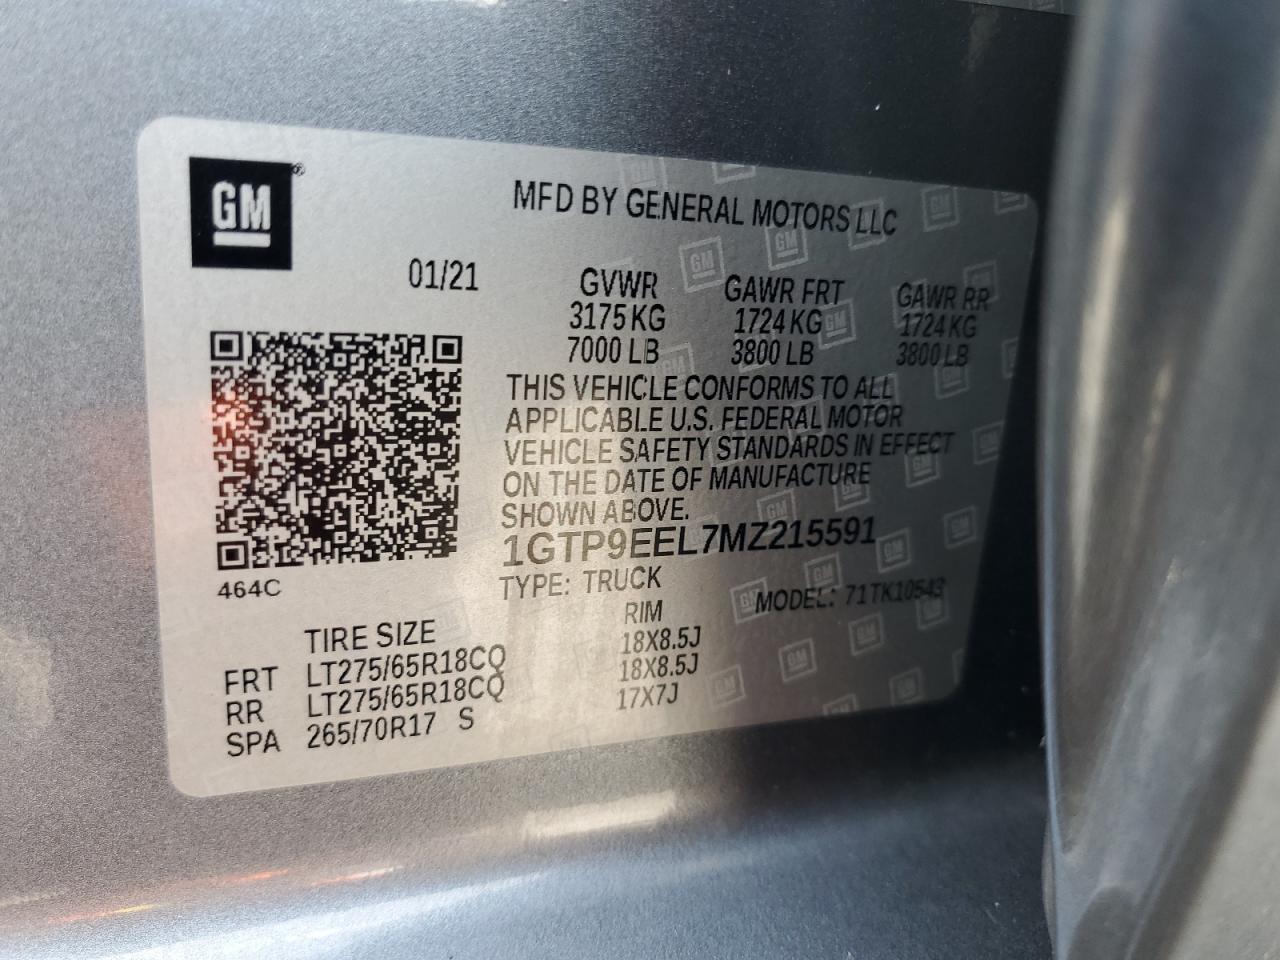 GM®
MFD BY GENERAL MOTORS LLC
01/21 GVWR GAWR FRT GAWR RR
3175 KG 1724 KG 1724 KG
7000 LB 3800 LB 3800 LB
THIS VEHICLE CONFORMS TO ALL
APPLICABLE U.S. FEDERAL MOTOR
VEHICLE SAFETY STANDARDS IN EFFECT
ON THE DATE OF MANUFACTURE
SHOWN ABOVE.
1GTP9EEL7MZ215591
464C
TYPE: TRUCK MODEL: 71TK10543
TIRE SIZE RIM
FRT LT275/65R18CQ 18X8.5J
RR LT275/65R18CQ 18X8.5J
SPA 265/70R17 S 17X7J